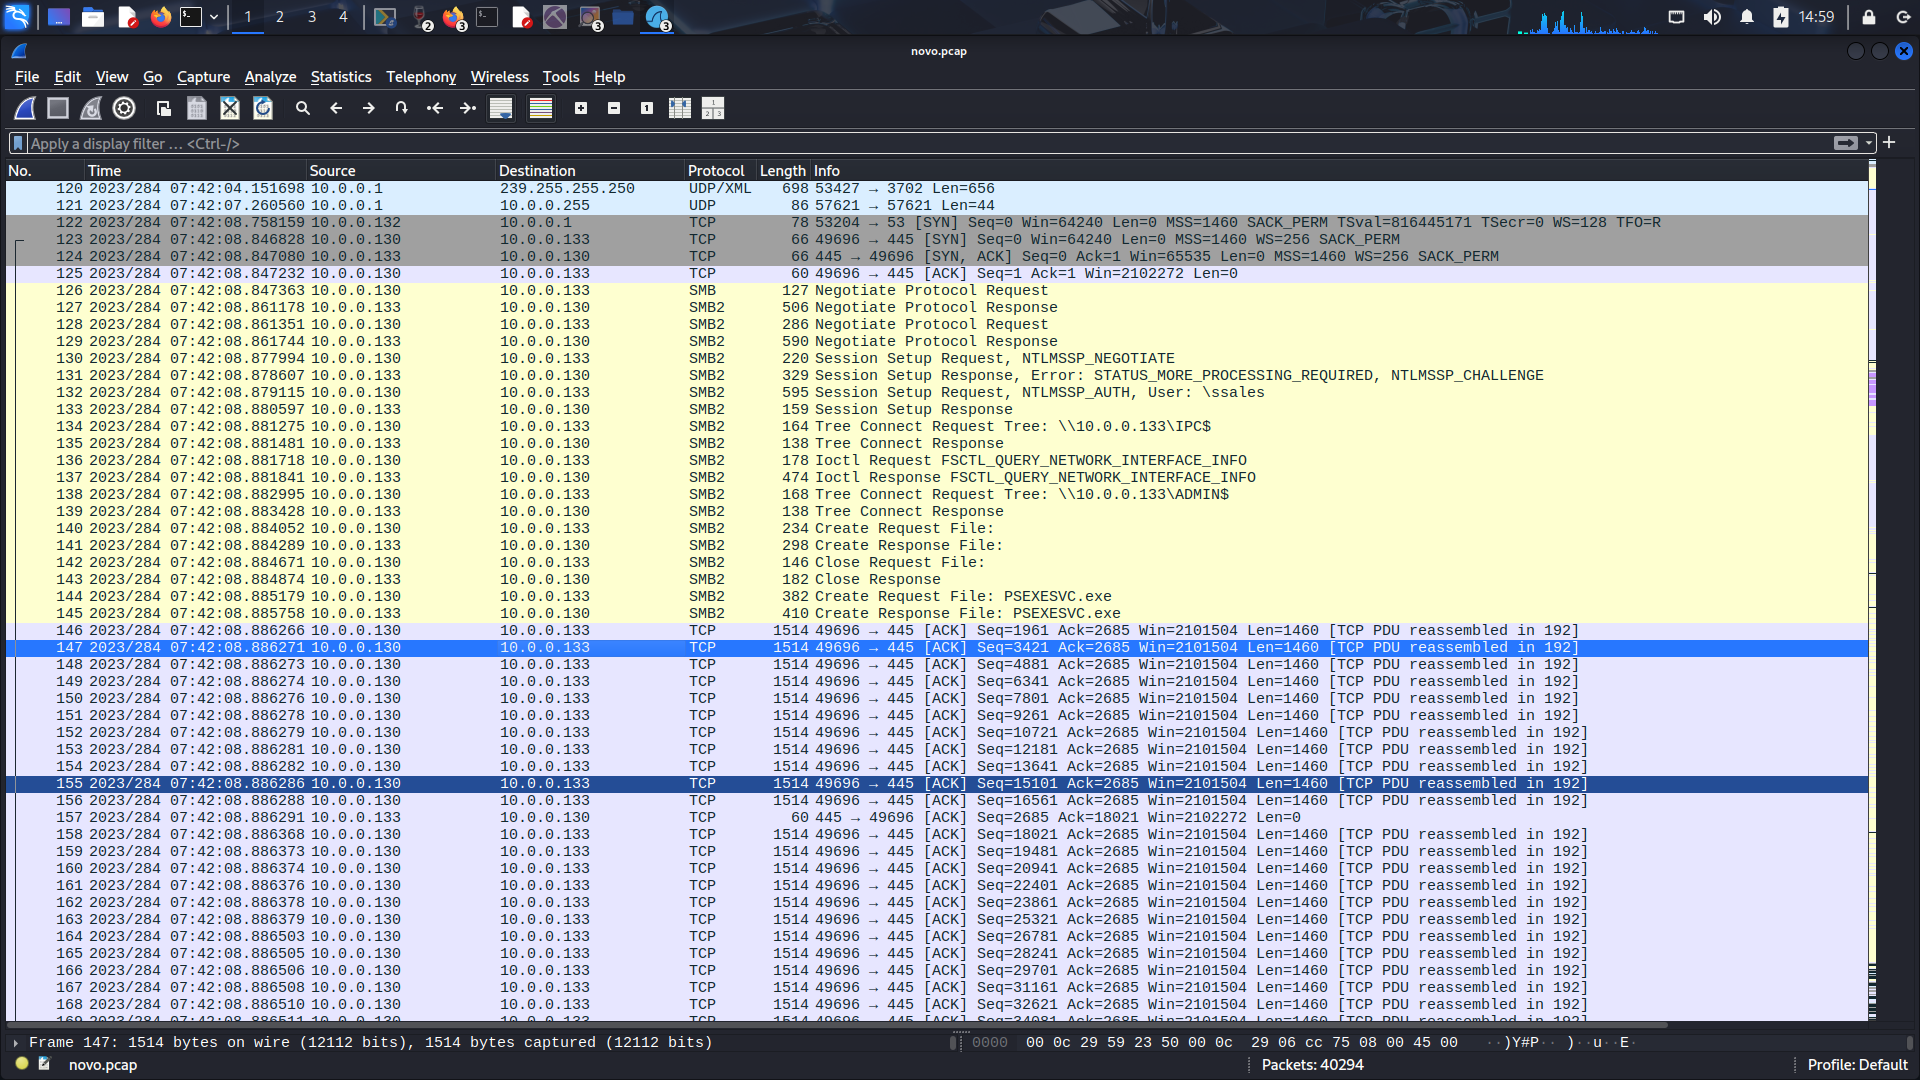 1 2 3 4 2 3 3 3 14:59
novo.pcap
File Edit View Go Capture Analyze Statistics Telephony Wireless Tools Help
Apply a display filter … <Ctrl-/>
No. Time Source Destination Protocol Length Info
120 2023/284 07:42:04.151698 10.0.0.1 239.255.255.250 UDP/XML 698 53427 → 3702 Len=656
121 2023/284 07:42:07.260560 10.0.0.1 10.0.0.255 UDP 86 57621 → 57621 Len=44
122 2023/284 07:42:08.758159 10.0.0.132 10.0.0.1 TCP 78 53204 → 53 [SYN] Seq=0 Win=64240 Len=0 MSS=1460 SACK_PERM TSval=816445171 TSecr=0 WS=128 TFO=R
123 2023/284 07:42:08.846828 10.0.0.130 10.0.0.133 TCP 66 49696 → 445 [SYN] Seq=0 Win=64240 Len=0 MSS=1460 WS=256 SACK_PERM
124 2023/284 07:42:08.847080 10.0.0.133 10.0.0.130 TCP 66 445 → 49696 [SYN, ACK] Seq=0 Ack=1 Win=65535 Len=0 MSS=1460 WS=256 SACK_PERM
125 2023/284 07:42:08.847232 10.0.0.130 10.0.0.133 TCP 60 49696 → 445 [ACK] Seq=1 Ack=1 Win=2102272 Len=0
126 2023/284 07:42:08.847363 10.0.0.130 10.0.0.133 SMB 127 Negotiate Protocol Request
127 2023/284 07:42:08.861178 10.0.0.133 10.0.0.130 SMB2 506 Negotiate Protocol Response
128 2023/284 07:42:08.861351 10.0.0.130 10.0.0.133 SMB2 286 Negotiate Protocol Request
129 2023/284 07:42:08.861744 10.0.0.133 10.0.0.130 SMB2 590 Negotiate Protocol Response
130 2023/284 07:42:08.877994 10.0.0.130 10.0.0.133 SMB2 220 Session Setup Request, NTLMSSP_NEGOTIATE
131 2023/284 07:42:08.878607 10.0.0.133 10.0.0.130 SMB2 329 Session Setup Response, Error: STATUS_MORE_PROCESSING_REQUIRED, NTLMSSP_CHALLENGE
132 2023/284 07:42:08.879115 10.0.0.130 10.0.0.133 SMB2 595 Session Setup Request, NTLMSSP_AUTH, User: \ssales
133 2023/284 07:42:08.880597 10.0.0.133 10.0.0.130 SMB2 159 Session Setup Response
134 2023/284 07:42:08.881275 10.0.0.130 10.0.0.133 SMB2 164 Tree Connect Request Tree: \\10.0.0.133\IPC$
135 2023/284 07:42:08.881481 10.0.0.133 10.0.0.130 SMB2 138 Tree Connect Response
136 2023/284 07:42:08.881718 10.0.0.130 10.0.0.133 SMB2 178 Ioctl Request FSCTL_QUERY_NETWORK_INTERFACE_INFO
137 2023/284 07:42:08.881841 10.0.0.133 10.0.0.130 SMB2 474 Ioctl Response FSCTL_QUERY_NETWORK_INTERFACE_INFO
138 2023/284 07:42:08.882995 10.0.0.130 10.0.0.133 SMB2 168 Tree Connect Request Tree: \\10.0.0.133\ADMIN$
139 2023/284 07:42:08.883428 10.0.0.133 10.0.0.130 SMB2 138 Tree Connect Response
140 2023/284 07:42:08.884052 10.0.0.130 10.0.0.133 SMB2 234 Create Request File:
141 2023/284 07:42:08.884289 10.0.0.133 10.0.0.130 SMB2 298 Create Response File:
142 2023/284 07:42:08.884671 10.0.0.130 10.0.0.133 SMB2 146 Close Request File:
143 2023/284 07:42:08.884874 10.0.0.133 10.0.0.130 SMB2 182 Close Response
144 2023/284 07:42:08.885179 10.0.0.130 10.0.0.133 SMB2 382 Create Request File: PSEXESVC.exe
145 2023/284 07:42:08.885758 10.0.0.133 10.0.0.130 SMB2 410 Create Response File: PSEXESVC.exe
146 2023/284 07:42:08.886266 10.0.0.130 10.0.0.133 TCP 1514 49696 → 445 [ACK] Seq=1961 Ack=2685 Win=2101504 Len=1460 [TCP PDU reassembled in 192]
147 2023/284 07:42:08.886271 10.0.0.130 10.0.0.133 TCP 1514 49696 → 445 [ACK] Seq=3421 Ack=2685 Win=2101504 Len=1460 [TCP PDU reassembled in 192]
148 2023/284 07:42:08.886273 10.0.0.130 10.0.0.133 TCP 1514 49696 → 445 [ACK] Seq=4881 Ack=2685 Win=2101504 Len=1460 [TCP PDU reassembled in 192]
149 2023/284 07:42:08.886274 10.0.0.130 10.0.0.133 TCP 1514 49696 → 445 [ACK] Seq=6341 Ack=2685 Win=2101504 Len=1460 [TCP PDU reassembled in 192]
150 2023/284 07:42:08.886276 10.0.0.130 10.0.0.133 TCP 1514 49696 → 445 [ACK] Seq=7801 Ack=2685 Win=2101504 Len=1460 [TCP PDU reassembled in 192]
151 2023/284 07:42:08.886278 10.0.0.130 10.0.0.133 TCP 1514 49696 → 445 [ACK] Seq=9261 Ack=2685 Win=2101504 Len=1460 [TCP PDU reassembled in 192]
152 2023/284 07:42:08.886279 10.0.0.130 10.0.0.133 TCP 1514 49696 → 445 [ACK] Seq=10721 Ack=2685 Win=2101504 Len=1460 [TCP PDU reassembled in 192]
153 2023/284 07:42:08.886281 10.0.0.130 10.0.0.133 TCP 1514 49696 → 445 [ACK] Seq=12181 Ack=2685 Win=2101504 Len=1460 [TCP PDU reassembled in 192]
154 2023/284 07:42:08.886282 10.0.0.130 10.0.0.133 TCP 1514 49696 → 445 [ACK] Seq=13641 Ack=2685 Win=2101504 Len=1460 [TCP PDU reassembled in 192]
155 2023/284 07:42:08.886286 10.0.0.130 10.0.0.133 TCP 1514 49696 → 445 [ACK] Seq=15101 Ack=2685 Win=2101504 Len=1460 [TCP PDU reassembled in 192]
156 2023/284 07:42:08.886288 10.0.0.130 10.0.0.133 TCP 1514 49696 → 445 [ACK] Seq=16561 Ack=2685 Win=2101504 Len=1460 [TCP PDU reassembled in 192]
157 2023/284 07:42:08.886291 10.0.0.133 10.0.0.130 TCP 60 445 → 49696 [ACK] Seq=2685 Ack=18021 Win=2102272 Len=0
158 2023/284 07:42:08.886368 10.0.0.130 10.0.0.133 TCP 1514 49696 → 445 [ACK] Seq=18021 Ack=2685 Win=2101504 Len=1460 [TCP PDU reassembled in 192]
159 2023/284 07:42:08.886373 10.0.0.130 10.0.0.133 TCP 1514 49696 → 445 [ACK] Seq=19481 Ack=2685 Win=2101504 Len=1460 [TCP PDU reassembled in 192]
160 2023/284 07:42:08.886374 10.0.0.130 10.0.0.133 TCP 1514 49696 → 445 [ACK] Seq=20941 Ack=2685 Win=2101504 Len=1460 [TCP PDU reassembled in 192]
161 2023/284 07:42:08.886376 10.0.0.130 10.0.0.133 TCP 1514 49696 → 445 [ACK] Seq=22401 Ack=2685 Win=2101504 Len=1460 [TCP PDU reassembled in 192]
162 2023/284 07:42:08.886378 10.0.0.130 10.0.0.133 TCP 1514 49696 → 445 [ACK] Seq=23861 Ack=2685 Win=2101504 Len=1460 [TCP PDU reassembled in 192]
163 2023/284 07:42:08.886379 10.0.0.130 10.0.0.133 TCP 1514 49696 → 445 [ACK] Seq=25321 Ack=2685 Win=2101504 Len=1460 [TCP PDU reassembled in 192]
164 2023/284 07:42:08.886503 10.0.0.130 10.0.0.133 TCP 1514 49696 → 445 [ACK] Seq=26781 Ack=2685 Win=2101504 Len=1460 [TCP PDU reassembled in 192]
165 2023/284 07:42:08.886505 10.0.0.130 10.0.0.133 TCP 1514 49696 → 445 [ACK] Seq=28241 Ack=2685 Win=2101504 Len=1460 [TCP PDU reassembled in 192]
166 2023/284 07:42:08.886506 10.0.0.130 10.0.0.133 TCP 1514 49696 → 445 [ACK] Seq=29701 Ack=2685 Win=2101504 Len=1460 [TCP PDU reassembled in 192]
167 2023/284 07:42:08.886508 10.0.0.130 10.0.0.133 TCP 1514 49696 → 445 [ACK] Seq=31161 Ack=2685 Win=2101504 Len=1460 [TCP PDU reassembled in 192]
168 2023/284 07:42:08.886510 10.0.0.130 10.0.0.133 TCP 1514 49696 → 445 [ACK] Seq=32621 Ack=2685 Win=2101504 Len=1460 [TCP PDU reassembled in 192]
Frame 147: 1514 bytes on wire (12112 bits), 1514 bytes captured (12112 bits) 0000 00 0c 29 59 23 50 00 0c 29 06 cc 75 08 00 45 00 ··)Y#P·· )··u··E·
novo.pcap Packets: 40294 Profile: Default